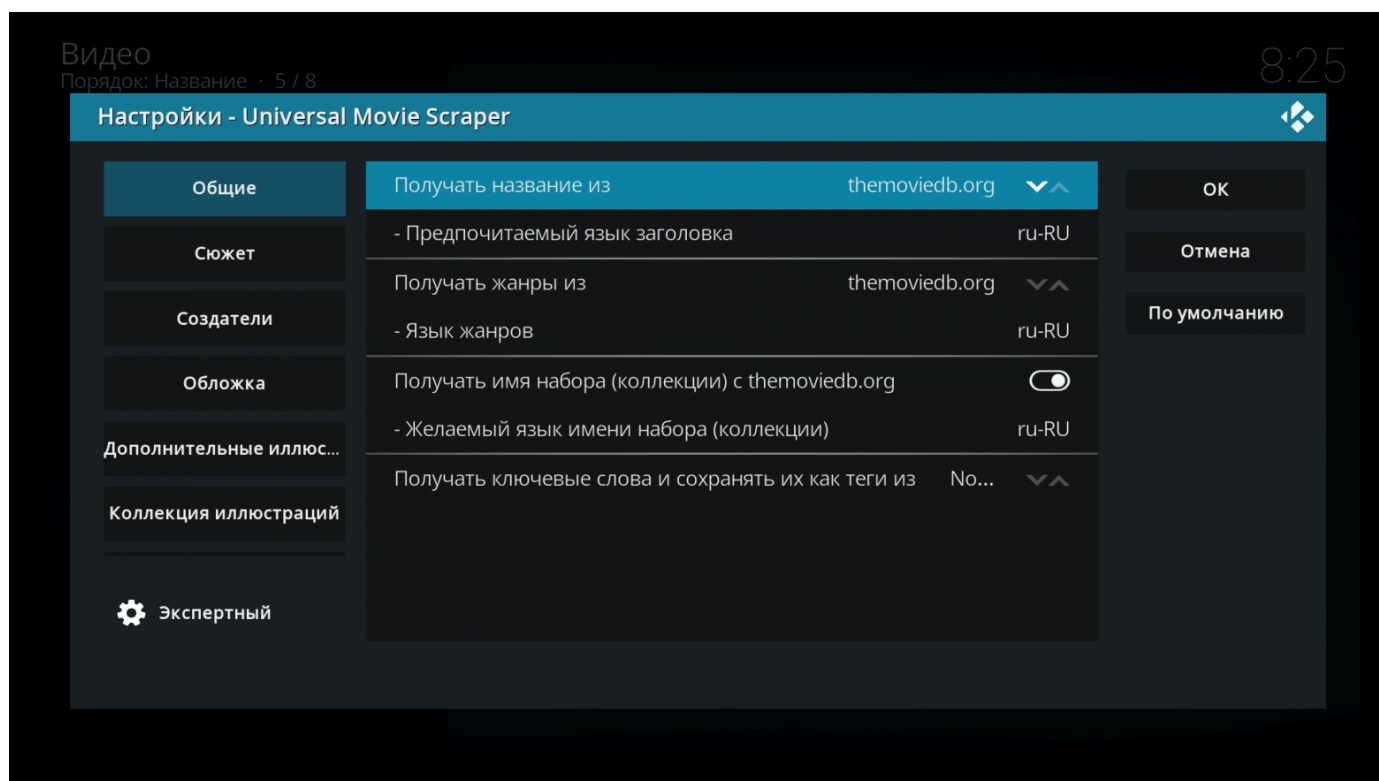 Видео
Порядок: Название · 5 / 8
8:25
Настройки - Universal Movie Scraper
Общие
Сюжет
Создатели
Обложка
Дополнительные иллюс...
Коллекция иллюстраций
Экспертный
Получать название из themoviedb.org
- Предпочитаемый язык заголовка ru-RU
Получать жанры из themoviedb.org
- Язык жанров ru-RU
Получать имя набора (коллекции) с themoviedb.org
- Желаемый язык имени набора (коллекции) ru-RU
Получать ключевые слова и сохранять их как теги из No...
ОК
Отмена
По умолчанию